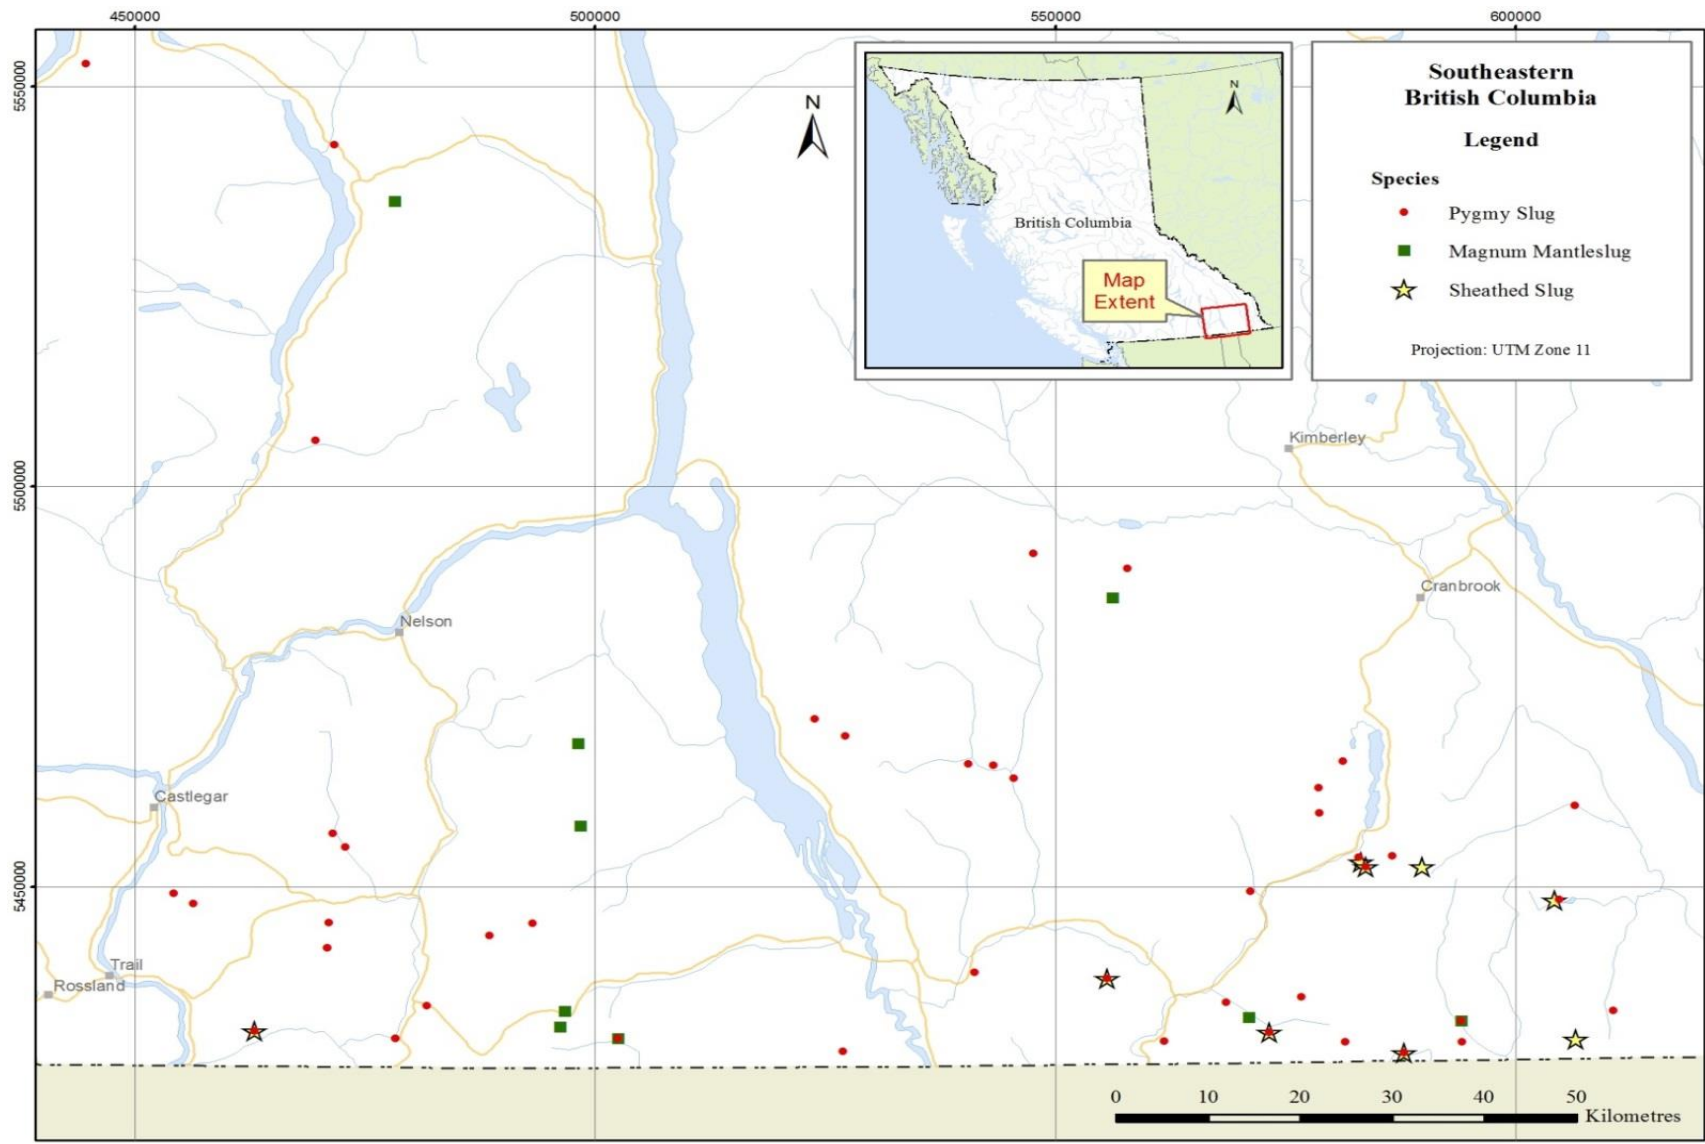 450000
500000
550000
600000
5550000
5500000
5450000
N
N
British Columbia
Map
Extent
Southeastern
British Columbia
Legend
Species
Pygmy Slug
Magnum Mantleslug
Sheathed Slug
Projection: UTM Zone 11
Kimberley
Cranbrook
Nelson
Castlegar
Trail
Rossland
0 10 20 30 40 50
Kilometres